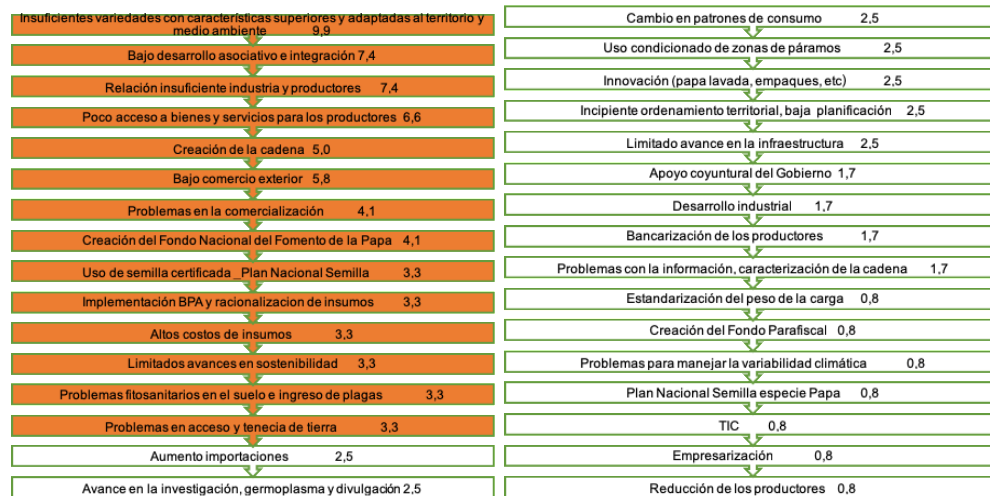 Insuficientes variedades con características superiores y adaptadas al territorio y
medio ambiente 9,9
Bajo desarrollo asociativo e integración 7,4
Relación insuficiente industria y productores 7,4
Poco acceso a bienes y servicios para los productores 6,6
Creación de la cadena 5,0
Bajo comercio exterior 5,8
Problemas en la comercialización 4,1
Creación del Fondo Nacional del Fomento de la Papa 4,1
Uso de semilla certificada _Plan Nacional Semilla 3,3
Implementación BPA y racionalizacion de insumos 3,3
Altos costos de insumos 3,3
Limitados avances en sostenibilidad 3,3
Problemas fitosanitarios en el suelo e ingreso de plagas 3,3
Problemas en acceso y tenecia de tierra 3,3
Aumento importaciones 2,5
Avance en la investigación, germoplasma y divulgación 2,5
Cambio en patrones de consumo 2,5
Uso condicionado de zonas de páramos 2,5
Innovación (papa lavada, empaques, etc) 2,5
Incipiente ordenamiento territorial, baja planificación 2,5
Limitado avance en la infraestructura 2,5
Apoyo coyuntural del Gobierno 1,7
Desarrollo industrial 1,7
Bancarización de los productores 1,7
Problemas con la información, caracterización de la cadena 1,7
Estandarización del peso de la carga 0,8
Creación del Fondo Parafiscal 0,8
Problemas para manejar la variabilidad climática 0,8
Plan Nacional Semilla especie Papa 0,8
TIC 0,8
Empresarización 0,8
Reducción de los productores 0,8